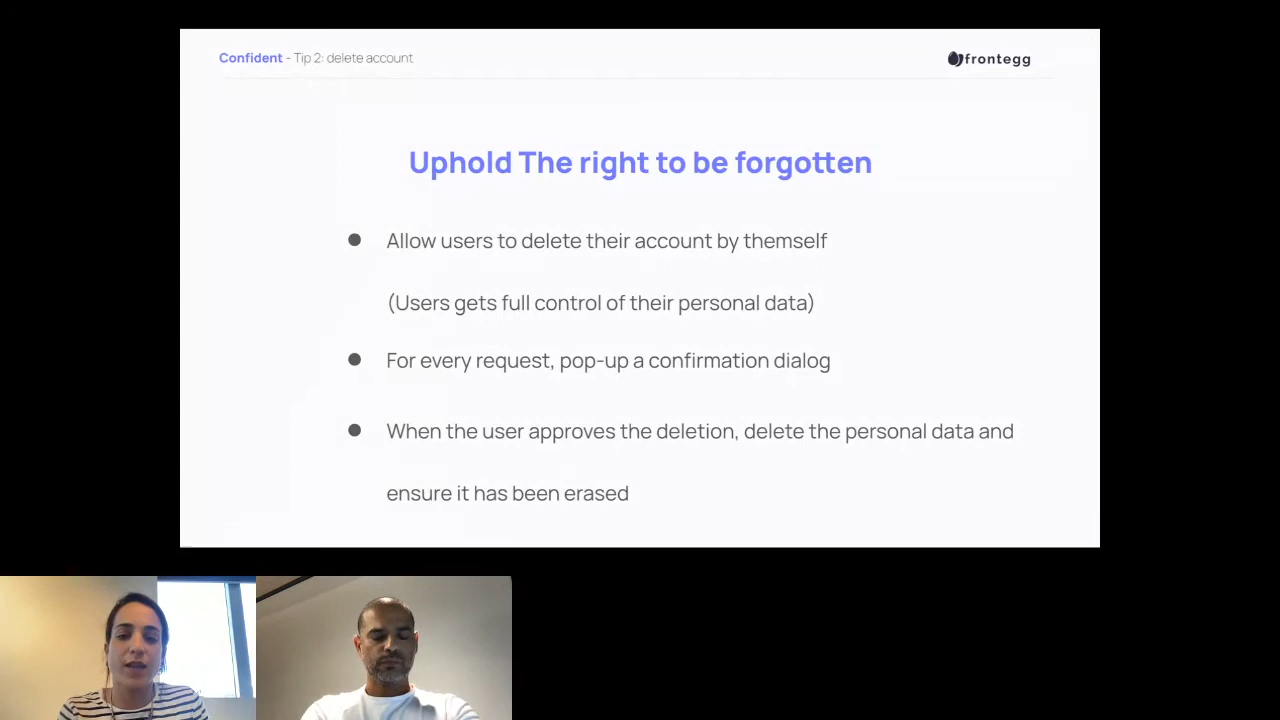 Confident - Tip 2: delete account
frontegg
Uphold The right to be forgotten
● Allow users to delete their account by themself
(Users gets full control of their personal data)
● For every request, pop-up a confirmation dialog
● When the user approves the deletion, delete the personal data and
ensure it has been erased